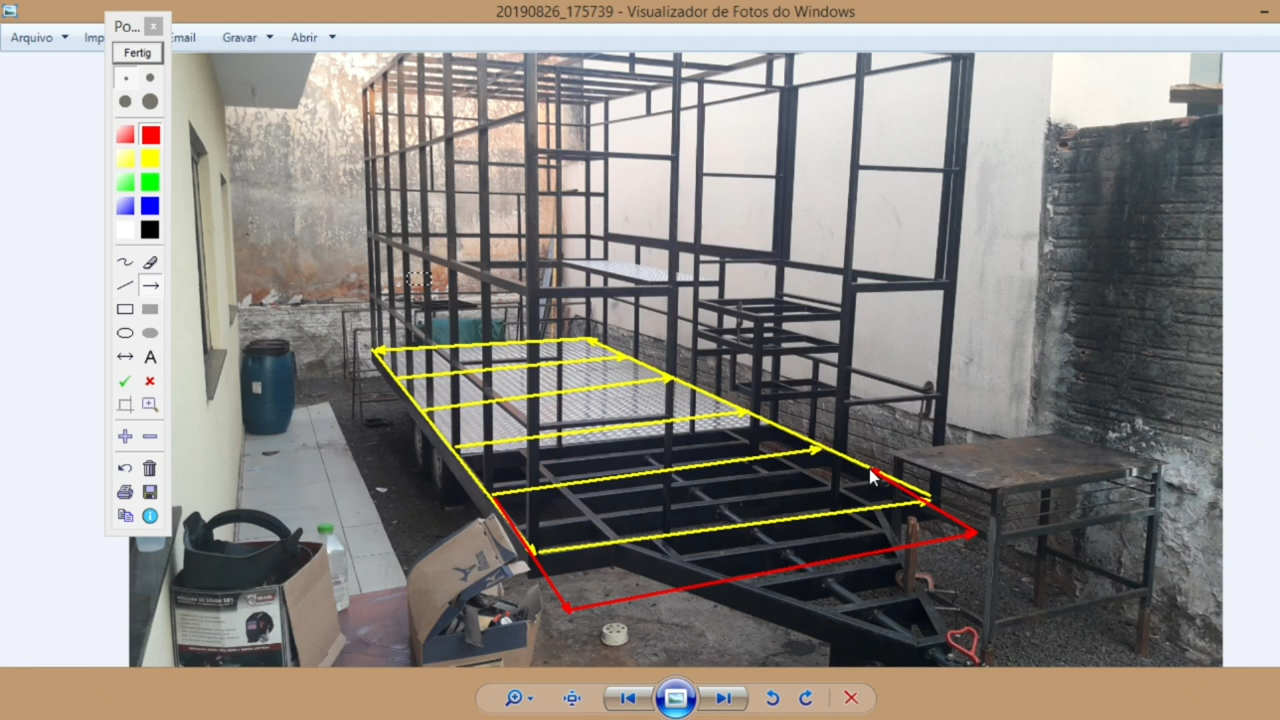 20190826_175739 - Visualizador de Fotos do Windows
Arquivo
Imp
Email
Gravar
Abrir
Po...
Fertig
A